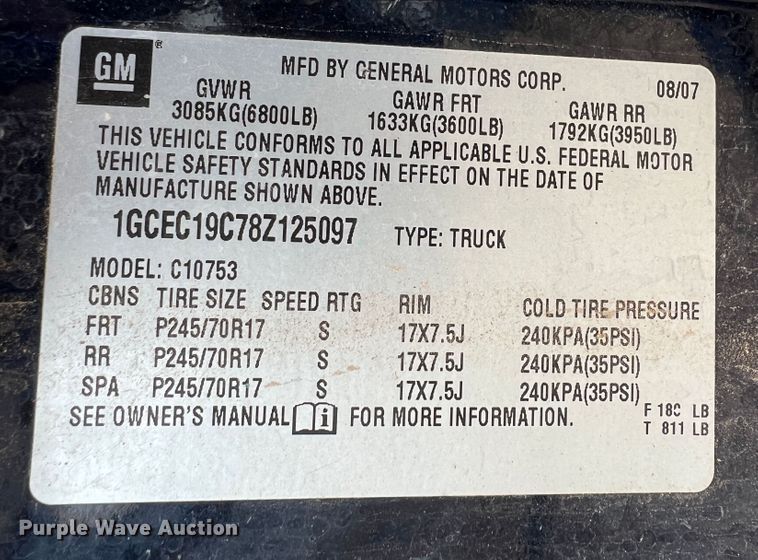 GM ® MFD BY GENERAL MOTORS CORP. 08/07
GVWR GAWR FRT GAWR RR
3085KG(6800LB) 1633KG(3600LB) 1792KG(3950LB)
THIS VEHICLE CONFORMS TO ALL APPLICABLE U.S. FEDERAL MOTOR
VEHICLE SAFETY STANDARDS IN EFFECT ON THE DATE OF
MANUFACTURE SHOWN ABOVE.
1GCEC19C78Z125097 TYPE: TRUCK
MODEL: C10753
CBNS TIRE SIZE SPEED RTG RIM COLD TIRE PRESSURE
FRT P245/70R17 S 17X7.5J 240KPA(35PSI)
RR P245/70R17 S 17X7.5J 240KPA(35PSI)
SPA P245/70R17 S 17X7.5J 240KPA(35PSI)
SEE OWNER'S MANUAL i FOR MORE INFORMATION.
F LB
T 811 LB
Purple Wave Auction